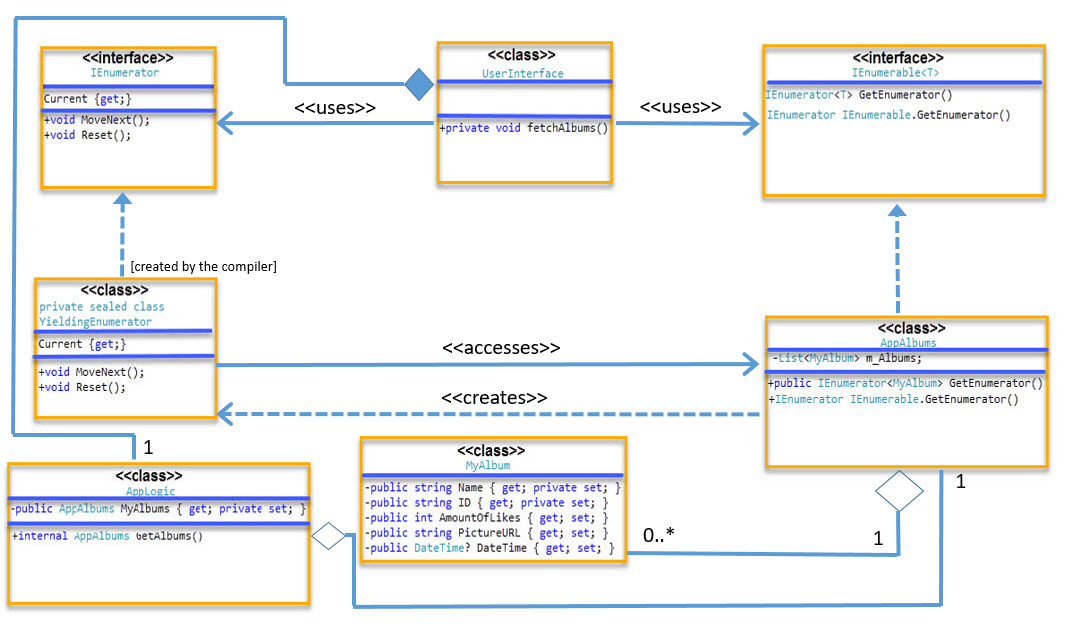 <<interface>>
IEnumerator
Current {get;}
+void MoveNext();
+void Reset();
<<uses>>
<<class>>
UserInterface
+private void fetchAlbums()
<<uses>>
<<interface>>
IEnumerable<T>
IEnumerator<T> GetEnumerator()
IEnumerator IEnumerable.GetEnumerator()
[created by the compiler]
<<class>>
private sealed class
YieldingEnumerator
Current {get;}
+void MoveNext();
+void Reset();
<<accesses>>
<<creates>>
<<class>>
AppAlbums
-List<MyAlbum> m_Albums;
+public IEnumerator<MyAlbum> GetEnumerator()
+IEnumerator IEnumerable.GetEnumerator()
1
<<class>>
AppLogic
-public AppAlbums MyAlbums { get; private set; }
+internal AppAlbums GetAlbums()
<<class>>
MyAlbum
-public string Name { get; private set; }
-public string ID { get; private set; }
-public int AmountOfLikes { get; set; }
-public string PictureURL { get; set; }
-public DateTime? DateTime { get; set; }
0..*
1
1